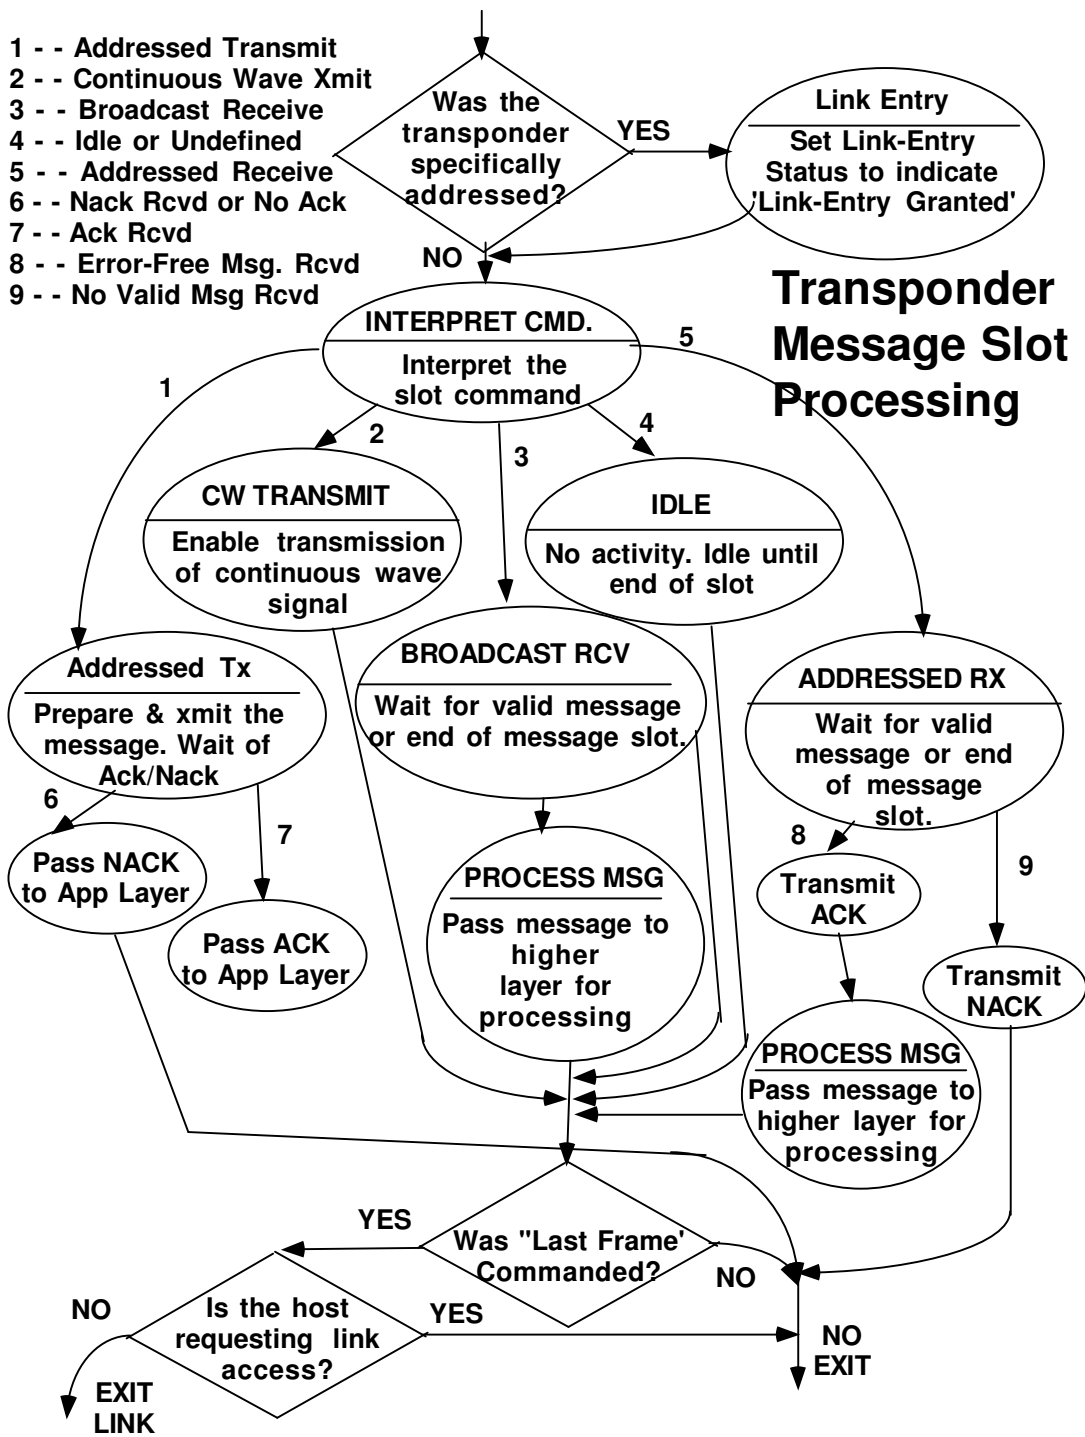 1 - - Addressed Transmit
2 - - Continuous Wave Xmit
3 - - Broadcast Receive
4 - - Idle or Undefined
5 - - Addressed Receive
6 - - Nack Rcvd or No Ack
7 - - Ack Rcvd
8 - - Error-Free Msg. Rcvd
9 - - No Valid Msg Rcvd
Was the
transponder
specifically
addressed?
YES
NO
Link Entry
Set Link-Entry
Status to indicate
'Link-Entry Granted'
Transponder
Message Slot
Processing
INTERPRET CMD.
Interpret the
slot command
1
2
3
4
5
CW TRANSMIT
Enable transmission
of continuous wave
signal
IDLE
No activity. Idle until
end of slot
Addressed Tx
Prepare & xmit the
message. Wait of
Ack/Nack
BROADCAST RCV
Wait for valid message
or end of message slot.
ADDRESSED RX
Wait for valid
message or end
of message
slot.
6
7
8
9
Pass NACK
to App Layer
Pass ACK
to App Layer
PROCESS MSG
Pass message to
higher
layer for
processing
Transmit
ACK
Transmit
NACK
PROCESS MSG
Pass message to
higher layer for
processing
Was "Last Frame'
Commanded?
YES
NO
Is the host
requesting link
access?
NO
YES
EXIT
LINK
NO
EXIT